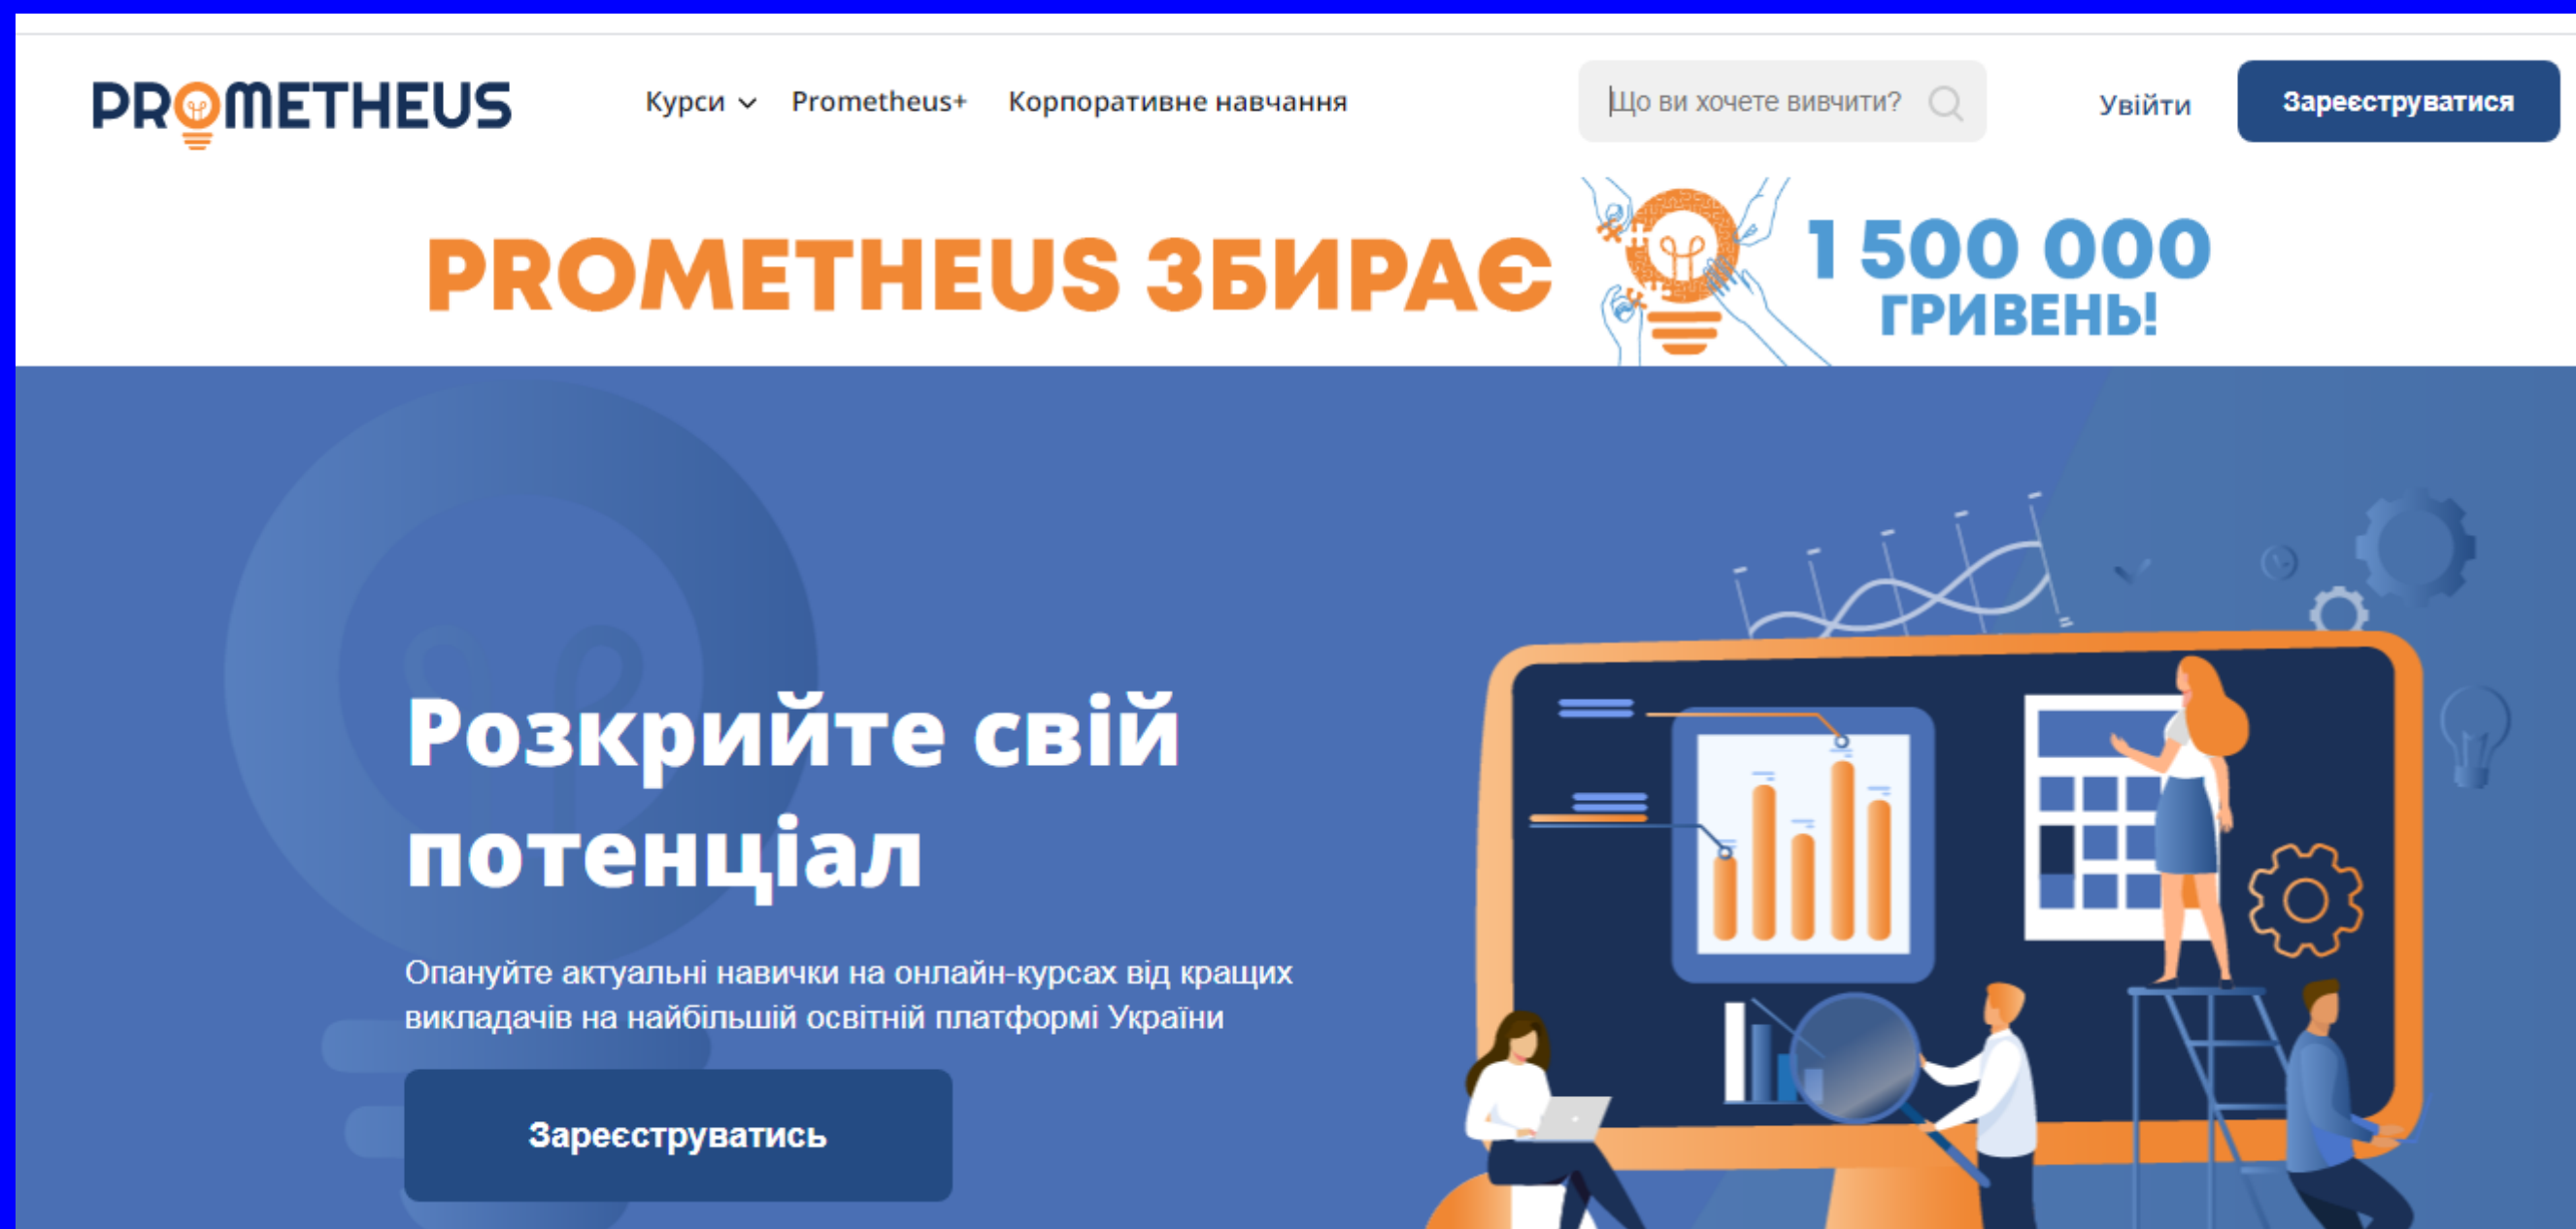 PROMETHEUS
Курси Prometheus+ Корпоративне навчання
Що ви хочете вивчити?
Увійти
Зареєструватися
PROMETHEUS ЗБИРАЄ
1 500 000
ГРИВЕНЬ!
Розкрийте свій
потенціал
Опануйте актуальні навички на онлайн-курсах від кращих
викладачів на найбільшій освітній платформі України
Зареєструватись